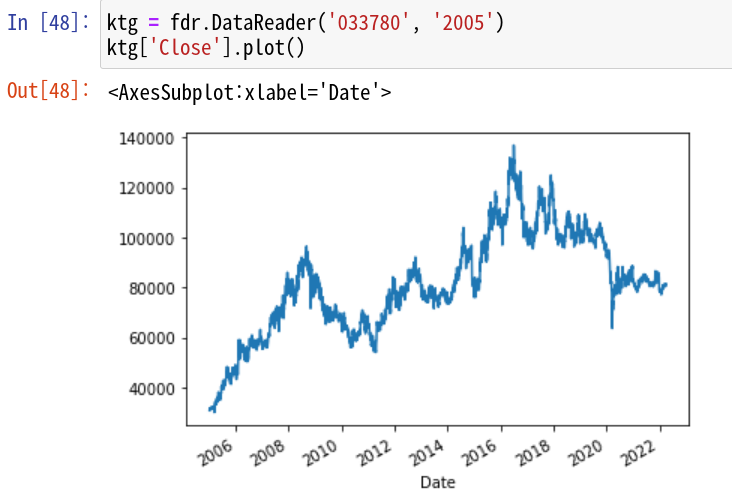 In [48]: ktg = fdr.DataReader('033780', '2005')
ktg['Close'].plot()
Out[48]: <AxesSubplot:xlabel='Date'>
140000
120000
100000
80000
60000
40000
2006 2008 2010 2012 2014 2016 2018 2020 2022
Date